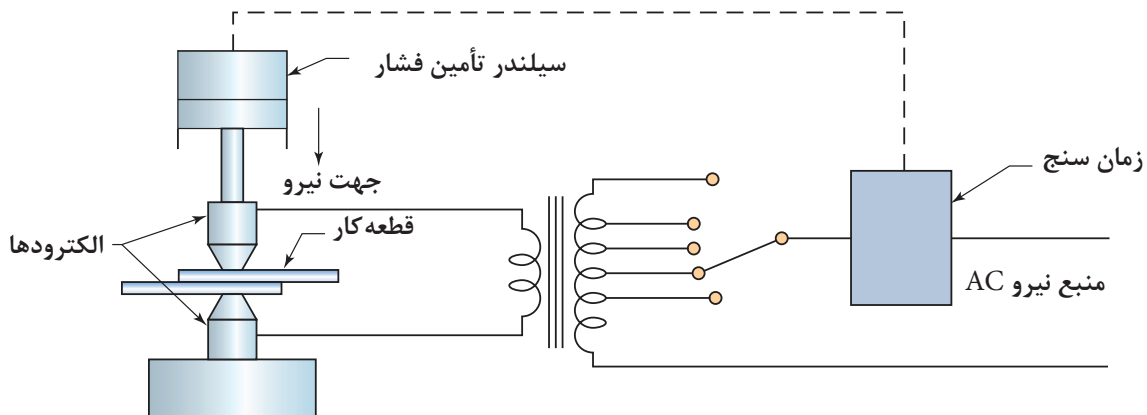 سیلندر تأمین فشار
زمان سنج
جهت نیرو
قطعه‌کار
الکترودها
منبع نیرو AC